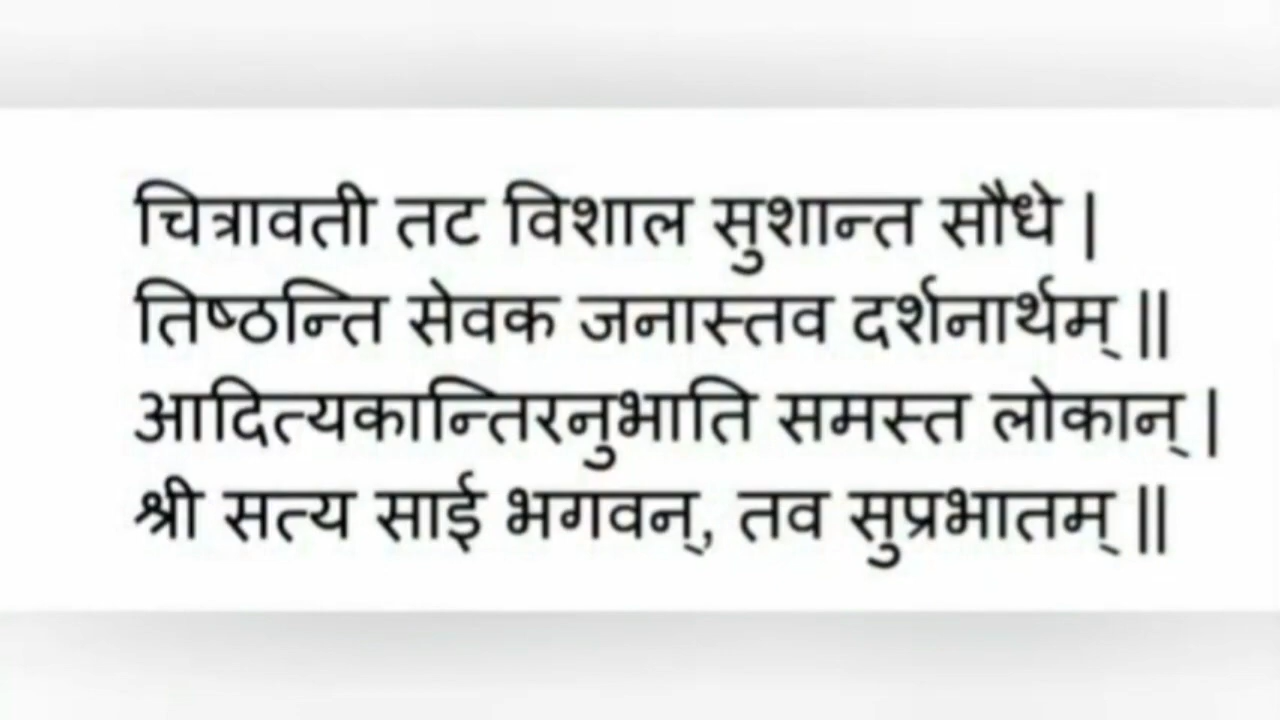 चित्रावती तट विशाल सुशान्त सौधे |
तिष्ठन्ति सेवक जनास्तव दर्शनार्थम् ||
आदित्यकान्तिरनुभाति समस्त लोकान् |
श्री सत्य साई भगवन्, तव सुप्रभातम् ||